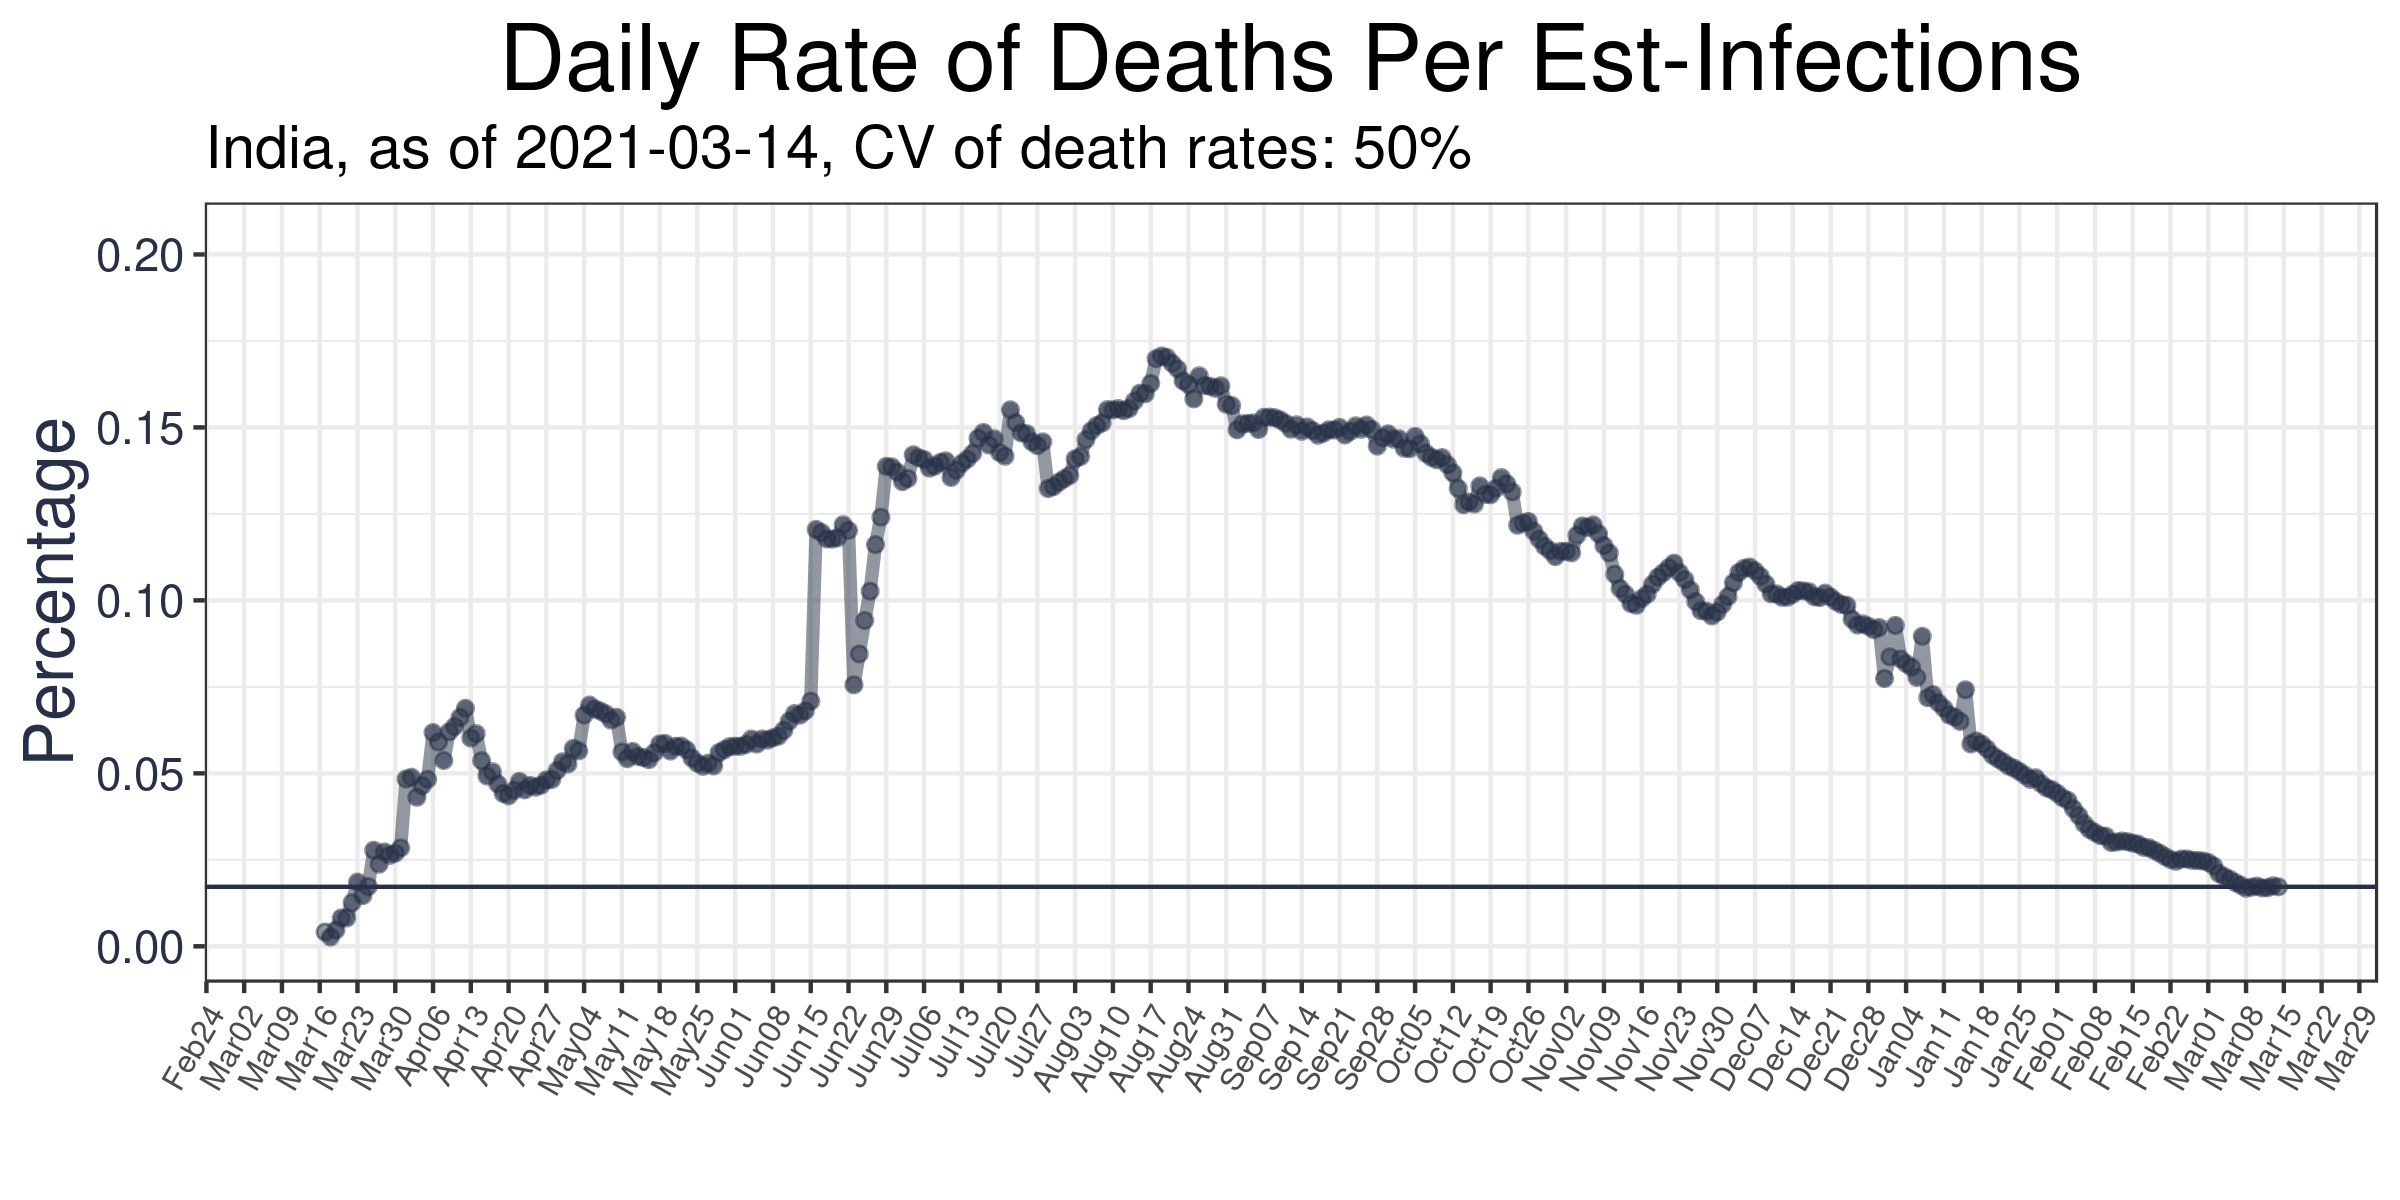 Daily Rate of Deaths Per Est-Infections
India, as of 2021-03-14, CV of death rates: 50%
Percentage
0.20
0.15
0.10
0.05
0.00
Feb24
Mar02
Mar09
Mar16
Mar23
Mar30
Apr06
Apr13
Apr20
Apr27
May04
May11
May18
May25
Jun01
Jun08
Jun15
Jun22
Jun29
Jul06
Jul13
Jul20
Jul27
Aug03
Aug10
Aug17
Aug24
Aug31
Sep07
Sep14
Sep21
Sep28
Oct05
Oct12
Oct19
Oct26
Nov02
Nov09
Nov16
Nov23
Nov30
Dec07
Dec14
Dec21
Dec28
Jan04
Jan11
Jan18
Jan25
Feb01
Feb08
Feb15
Feb22
Mar01
Mar08
Mar15
Mar22
Mar29